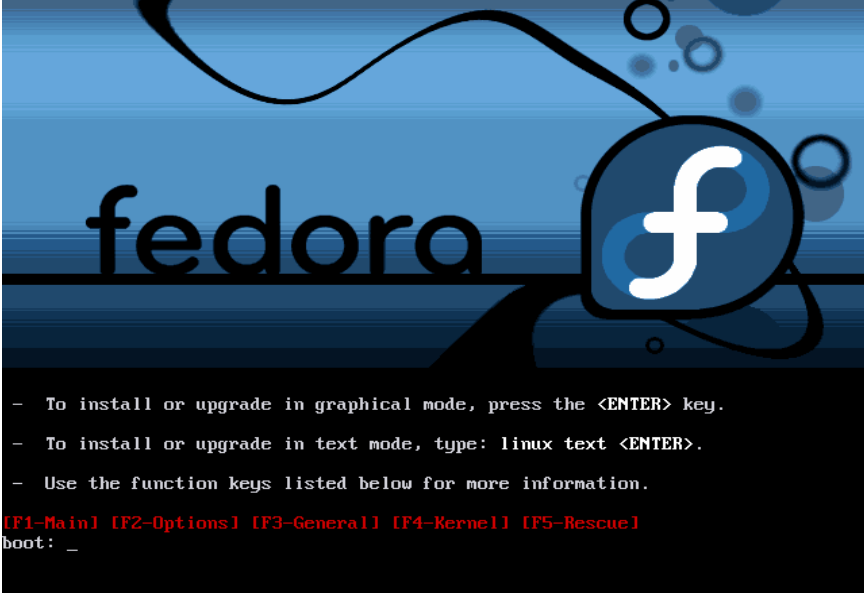 fedora
- To install or upgrade in graphical mode, press the <ENTER> key.
- To install or upgrade in text mode, type: linux text <ENTER>.
- Use the function keys listed below for more information.
[F1-Main] [F2-Options] [F3-General] [F4-Kernel] [F5-Rescue]
boot: _